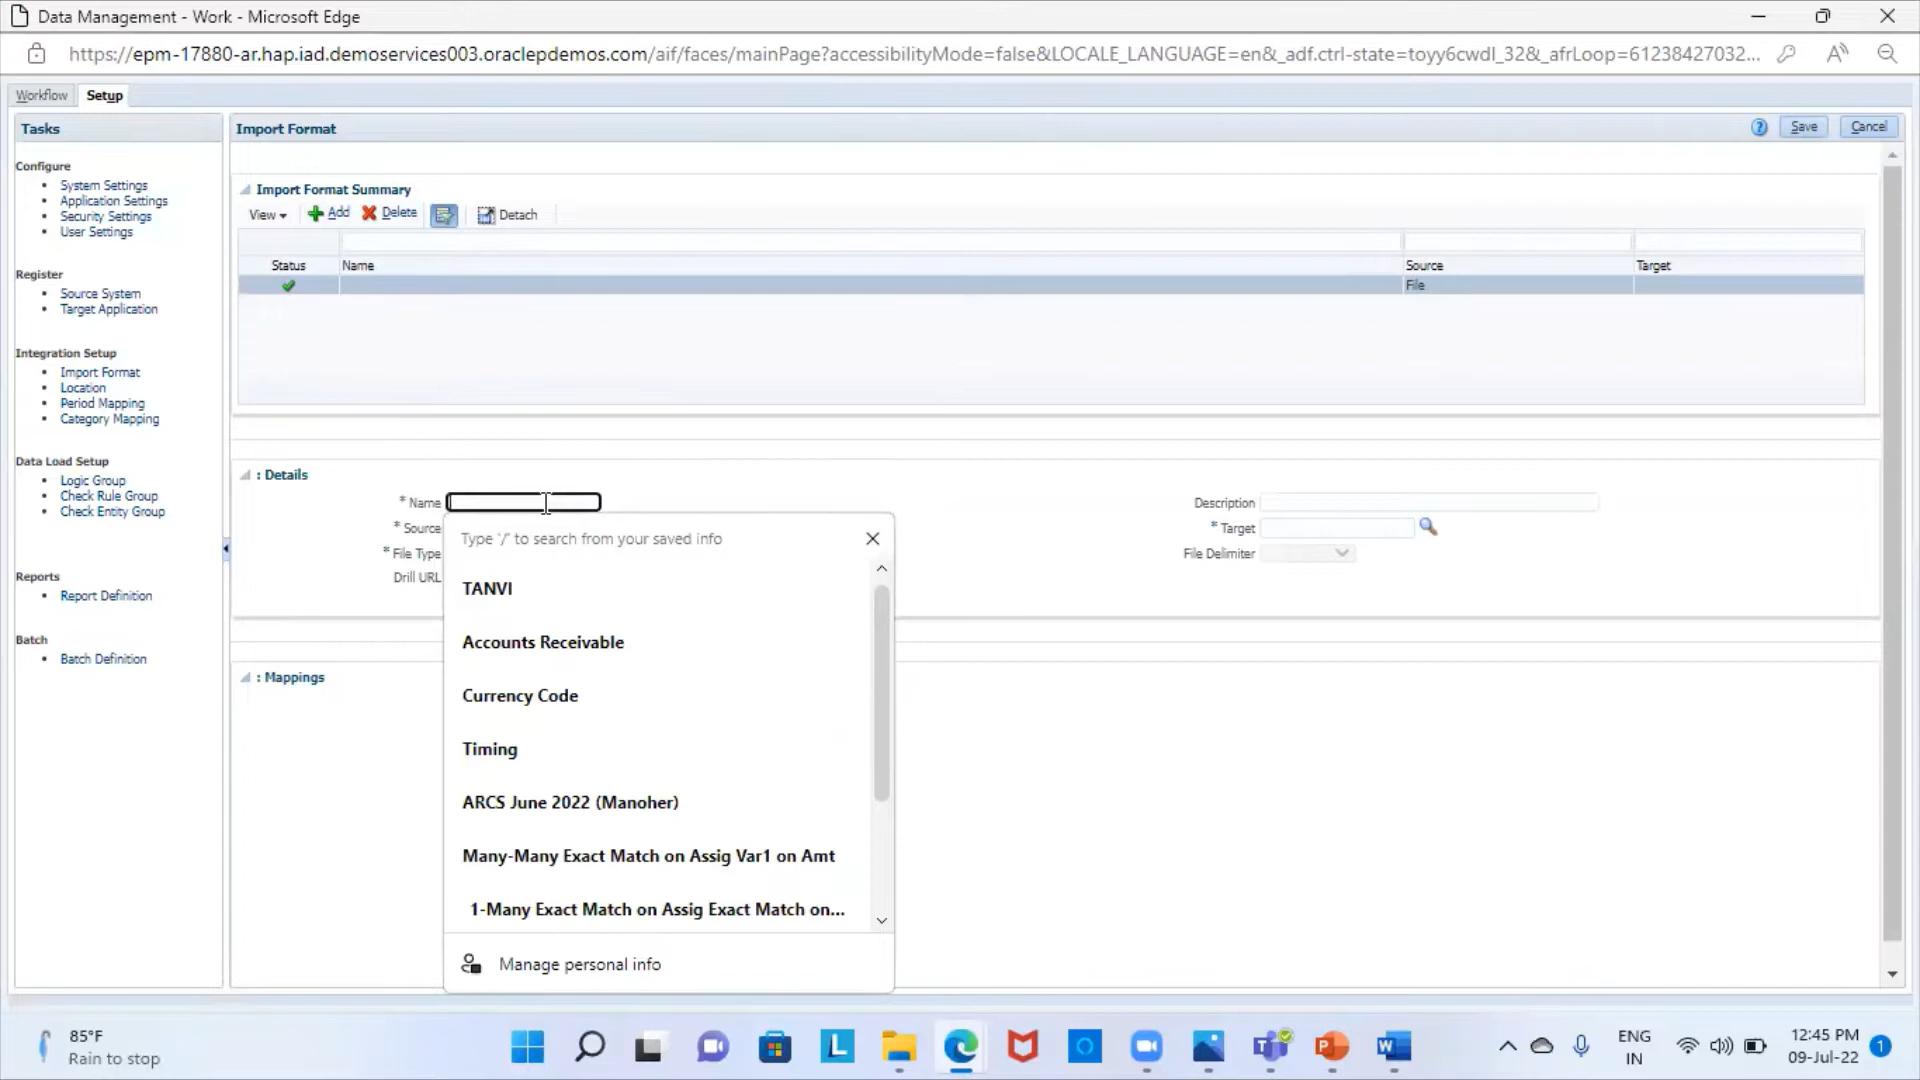 Data Management - Work - Microsoft Edge
https://epm-17880-ar.hap.iad.demoservices003.oraclepdemos.com/aif/faces/mainPage?accessibilityMode=false&LOCALE_LANGUAGE=en&_adf.ctrl-state=toyy6cwdl_32&_afrLoop=61238427032...
Workflow Setup
Tasks
Configure
System Settings
Application Settings
Security Settings
User Settings
Register
Source System
Target Application
Integration Setup
Import Format
Location
Period Mapping
Category Mapping
Data Load Setup
Logic Group
Check Rule Group
Check Entity Group
Reports
Report Definition
Batch
Batch Definition
Import Format
Save Cancel
Import Format Summary
View Add Delete Detach
Status Name Source Target
File
: Details
* Name
* Source
* File Type
Drill URL
Description
* Target
File Delimiter
Type '/' to search from your saved info
TANVI
Accounts Receivable
Currency Code
Timing
ARCS June 2022 (Manoher)
Many-Many Exact Match on Assig Var1 on Amt
1-Many Exact Match on Assig Exact Match on...
Manage personal info
: Mappings
85°F
Rain to stop
ENG
IN
12:45 PM
09-Jul-22
1